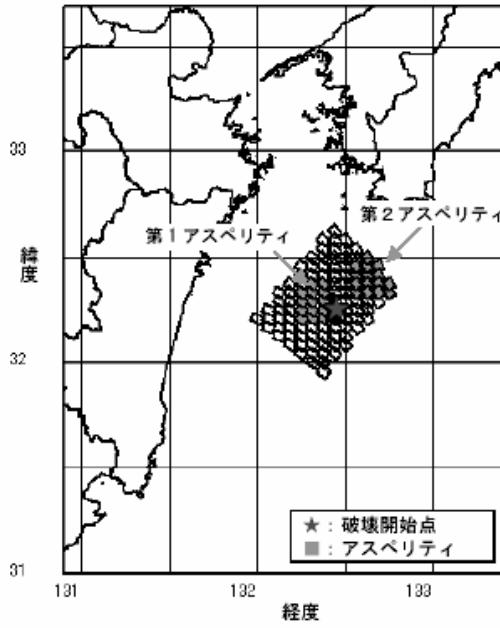 33
第2アスペリティ
第1アスペリティ
緯度
32
★：破壊開始点
■：アスペリティ
31
131
132
133
経度